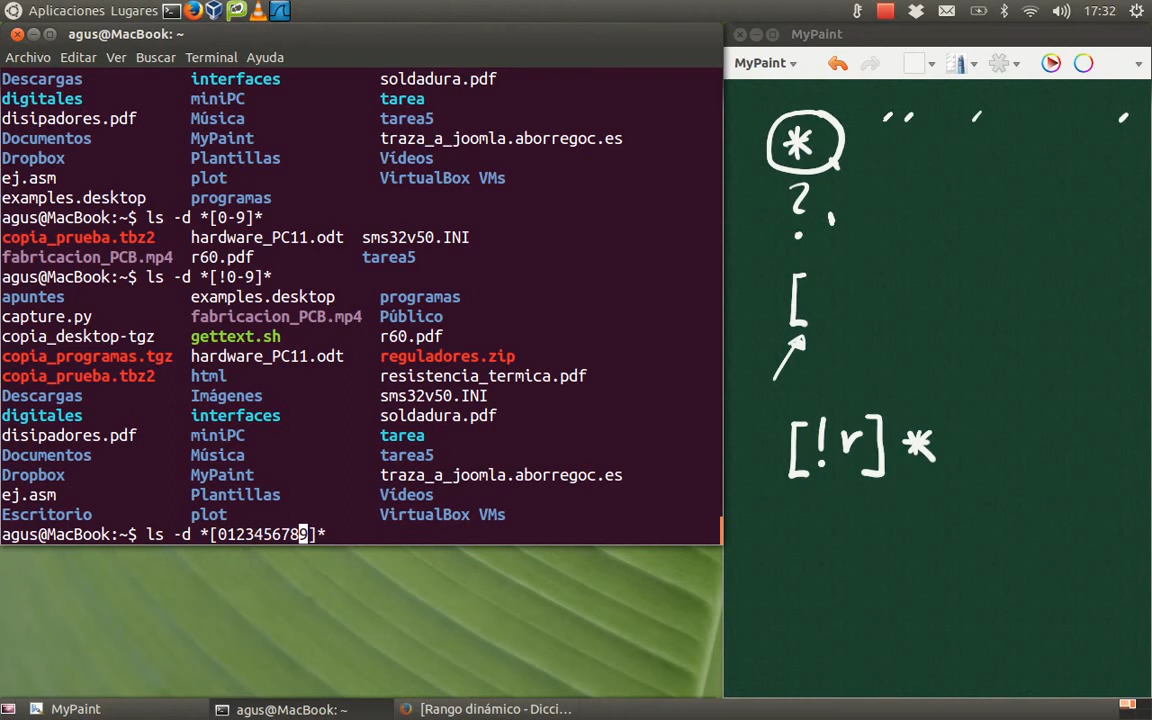 Aplicaciones Lugares 17:32
agus@MacBook: ~
Archivo Editar Ver Buscar Terminal Ayuda
Descargas interfaces soldadura.pdf
digitales miniPC tarea
disipadores.pdf Música tarea5
Documentos MyPaint traza_a_joomla.aborregoc.es
Dropbox Plantillas Vídeos
ej.asm plot VirtualBox VMs
examples.desktop programas
agus@MacBook:~$ ls -d *[0-9]*
copia_prueba.tbz2 hardware_PC11.odt sms32v50.INI
fabricacion_PCB.mp4 r60.pdf tarea5
agus@MacBook:~$ ls -d *[!0-9]*
apuntes examples.desktop programas
capture.py fabricacion_PCB.mp4 Público
copia_desktop-tgz gettext.sh r60.pdf
copia_programas.tgz hardware_PC11.odt reguladores.zip
copia_prueba.tbz2 html resistencia_termica.pdf
Descargas Imágenes sms32v50.INI
digitales interfaces soldadura.pdf
disipadores.pdf miniPC tarea
Documentos Música tarea5
Dropbox MyPaint traza_a_joomla.aborregoc.es
ej.asm Plantillas Vídeos
Escritorio plot VirtualBox VMs
agus@MacBook:~$ ls -d *[0123456789]*
MyPaint
MyPaint
*
?
[
[!r]*
MyPaint agus@MacBook: ~ [Rango dinámico - Dicci...